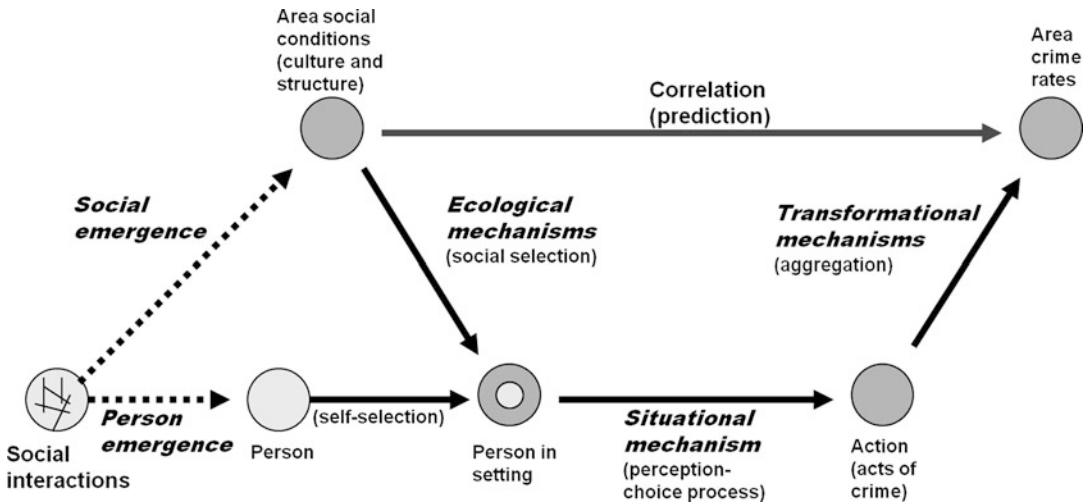 Area social
conditions
(culture and
structure)
Area
crime
rates
Correlation
(prediction)
Social
emergence
Ecological
mechanisms
(social selection)
Transformational
mechanisms
(aggregation)
Social
interactions
Person
emergence
Person
(self-selection)
Person in
setting
Situational
mechanism
(perception-
choice process)
Action
(acts of
crime)